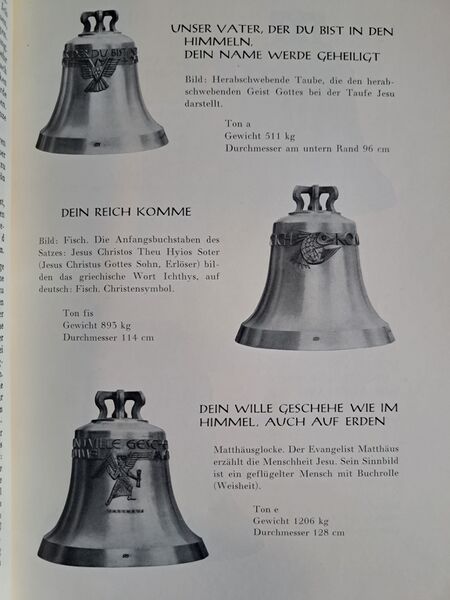 UNSER VATER, DER DU BIST IN DEN
HIMMELN,
DEIN NAME WERDE GEHEILIGT
Bild: Herabschwebende Taube, die den herab-
schwebenden Geist Gottes bei der Taufe Jesu
darstellt.
Ton a
Gewicht 511 kg
Durchmesser am untern Rand 96 cm
DEIN REICH KOMME
Bild: Fisch. Die Anfangsbuchstaben des
Satzes: Jesus Christos Theu Hyios Soter
(Jesus Christus Gottes Sohn, Erlöser) bil-
den das griechische Wort Ichthys, auf
deutsch: Fisch. Christensymbol.
Ton fis
Gewicht 893 kg
Durchmesser 114 cm
DEIN WILLE GESCHEHE WIE IM
HIMMEL, AUCH AUF ERDEN
Matthäusglocke. Der Evangelist Matthäus
erzählt die Menschheit Jesu. Sein Sinnbild
ist ein geflügelter Mensch mit Buchrolle
(Weisheit).
Ton e
Gewicht 1206 kg
Durchmesser 128 cm